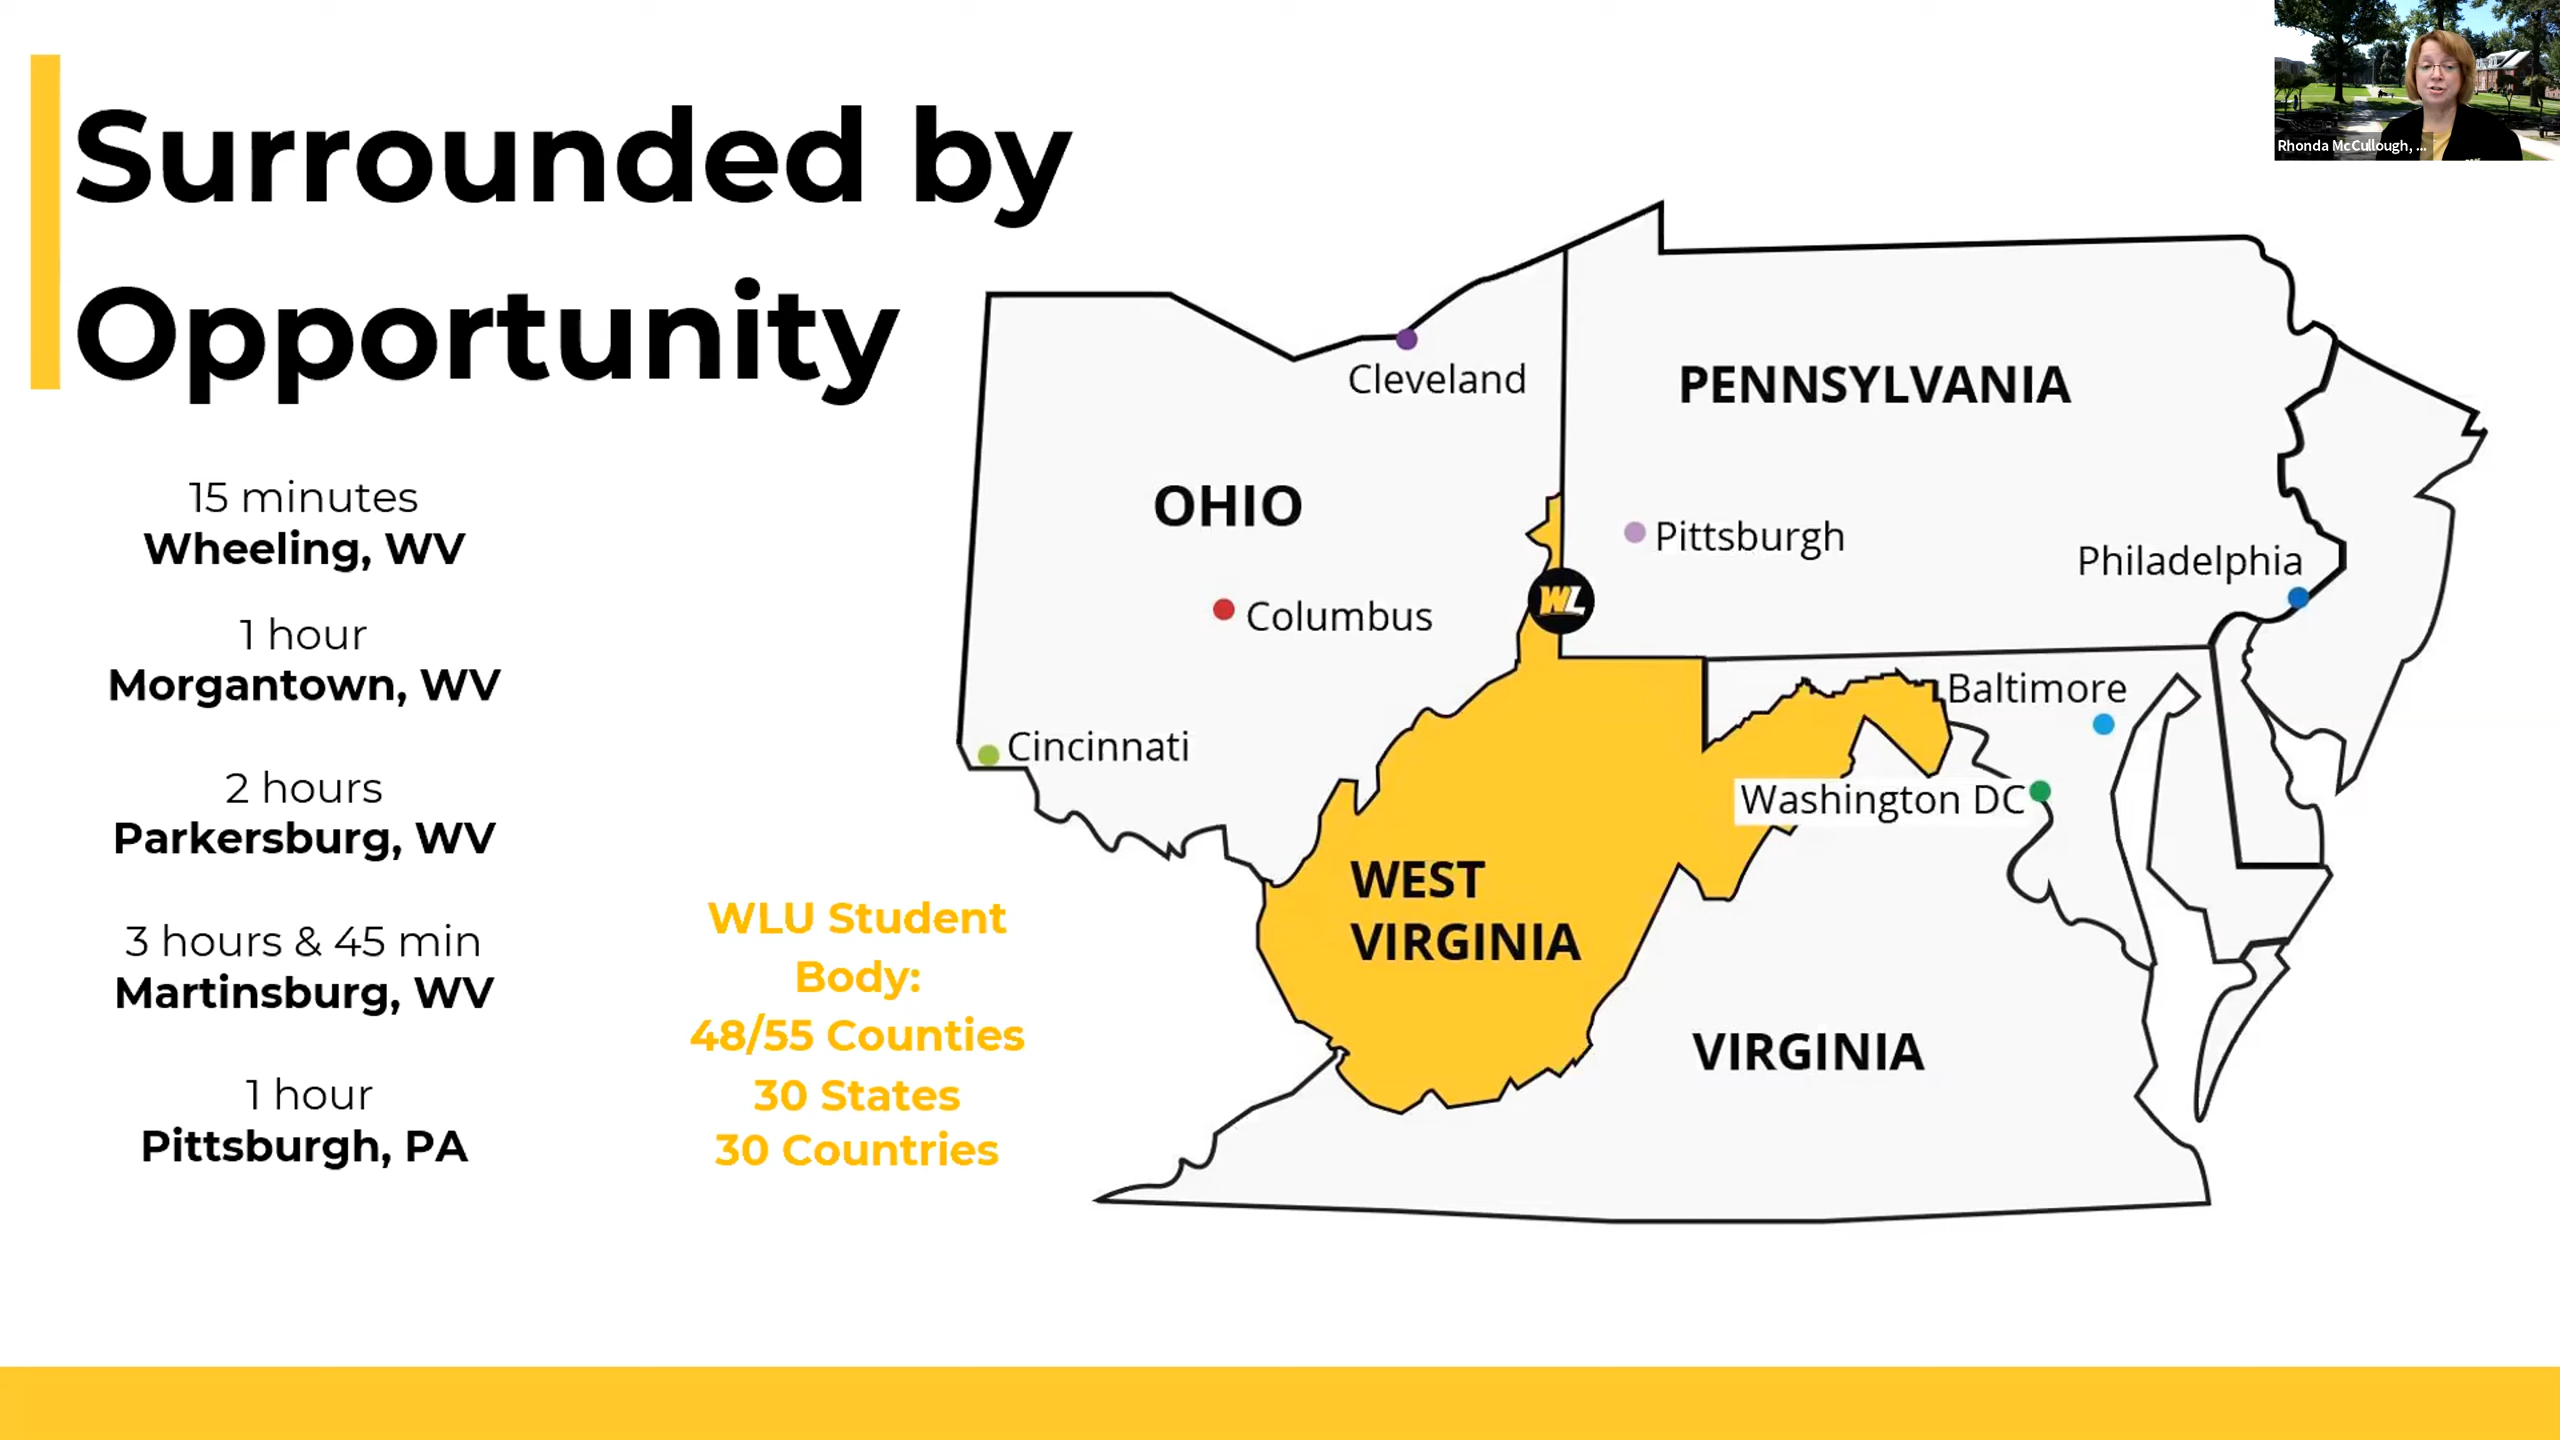 Surrounded by
Opportunity
15 minutes
Wheeling, WV
1 hour
Morgantown, WV
2 hours
Parkersburg, WV
3 hours & 45 min
Martinsburg, WV
1 hour
Pittsburgh, PA
WLU Student
Body:
48/55 Counties
30 States
30 Countries
Cleveland
PENNSYLVANIA
OHIO
Pittsburgh
Philadelphia
WL
Columbus
Baltimore
Cincinnati
Washington DC
WEST
VIRGINIA
VIRGINIA
Rhonda McCullough, ...